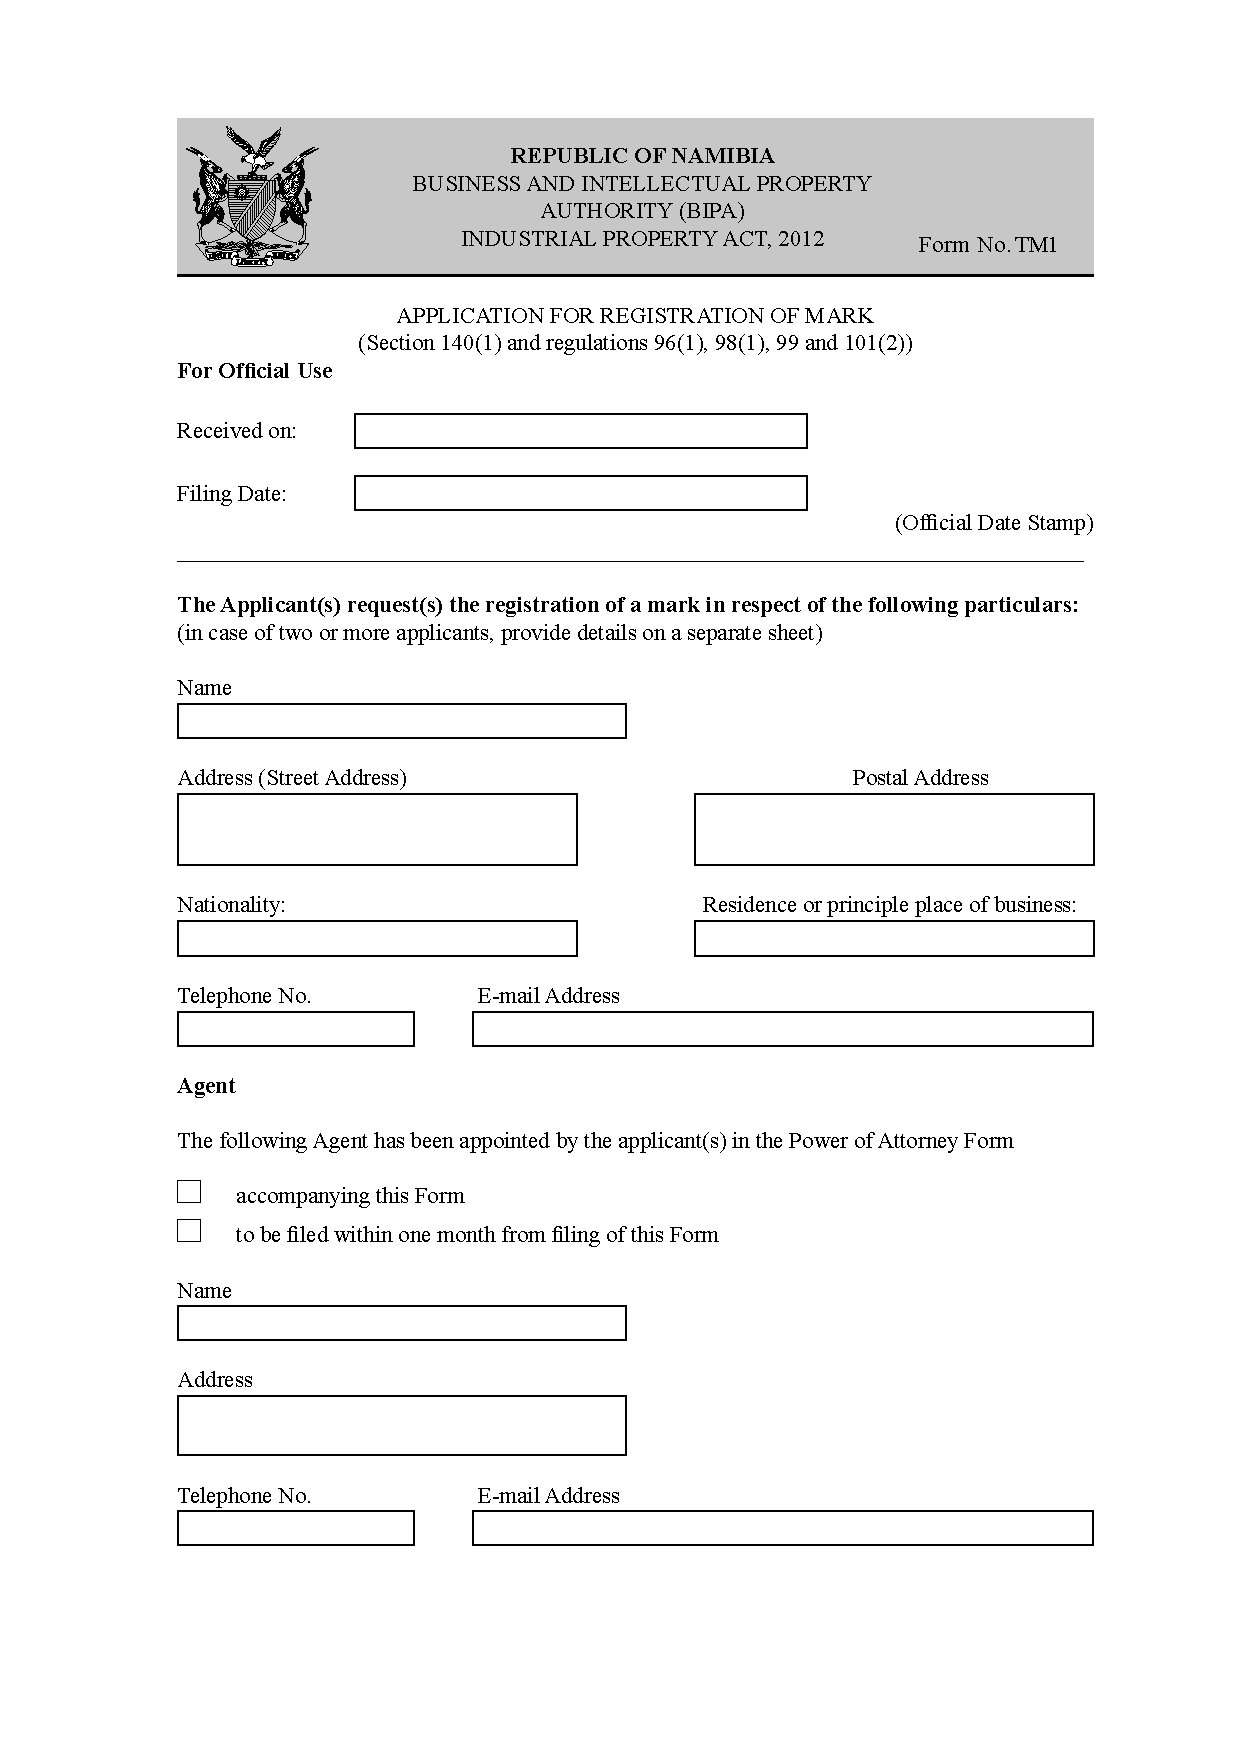 REPUBLIC OF NAMIBIA
BUSINESS AND INTELLECTUAL PROPERTY
AUTHORITY (BIPA)
INDUSTRIAL PROPERTY ACT, 2012
Form No. TM1
APPLICATION FOR REGISTRATION OF MARK
(Section 140(1) and regulations 96(1), 98(1), 99 and 101(2))
For Official Use
Received on:
Filing Date:
(Official Date Stamp)
The Applicant(s) request(s) the registration of a mark in respect of the following particulars:
(in case of two or more applicants, provide details on a separate sheet)
Name
Address (Street Address) Postal Address
Nationality: Residence or principle place of business:
Telephone No. E-mail Address
Agent
The following Agent has been appointed by the applicant(s) in the Power of Attorney Form
accompanying this Form
to be filed within one month from filing of this Form
Name
Address
Telephone No. E-mail Address